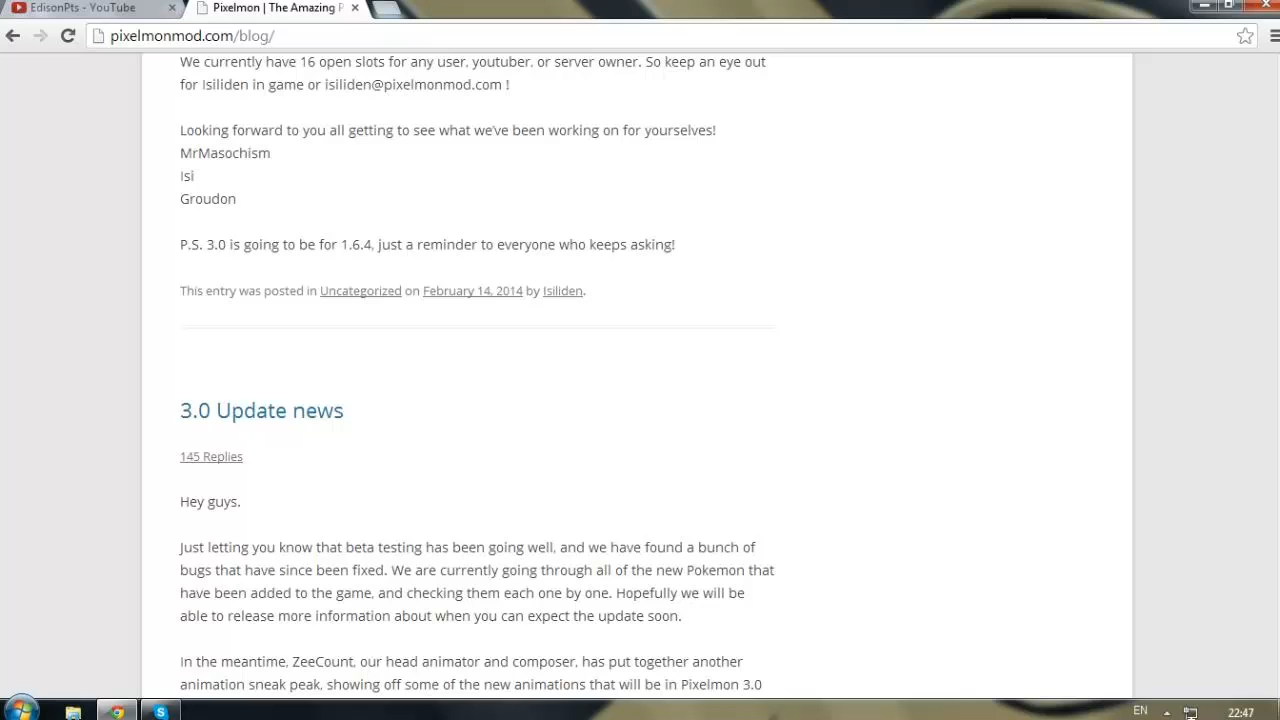 EdisonPts - YouTube
Pixelmon | The Amazing P
pixelmonmod.com/blog/
We currently have 16 open slots for any user, youtuber, or server owner. So keep an eye out
for Isiliden in game or isiliden@pixelmonmod.com !
Looking forward to you all getting to see what we've been working on for yourselves!
MrMasochism
Isi
Groudon
P.S. 3.0 is going to be for 1.6.4, just a reminder to everyone who keeps asking!
This entry was posted in Uncategorized on February 14, 2014 by Isiliden.
3.0 Update news
145 Replies
Hey guys.
Just letting you know that beta testing has been going well, and we have found a bunch of
bugs that have since been fixed. We are currently going through all of the new Pokemon that
have been added to the game, and checking them each one by one. Hopefully we will be
able to release more information about when you can expect the update soon.
In the meantime, ZeeCount, our head animator and composer, has put together another
animation sneak peak, showing off some of the new animations that will be in Pixelmon 3.0
EN
22:47